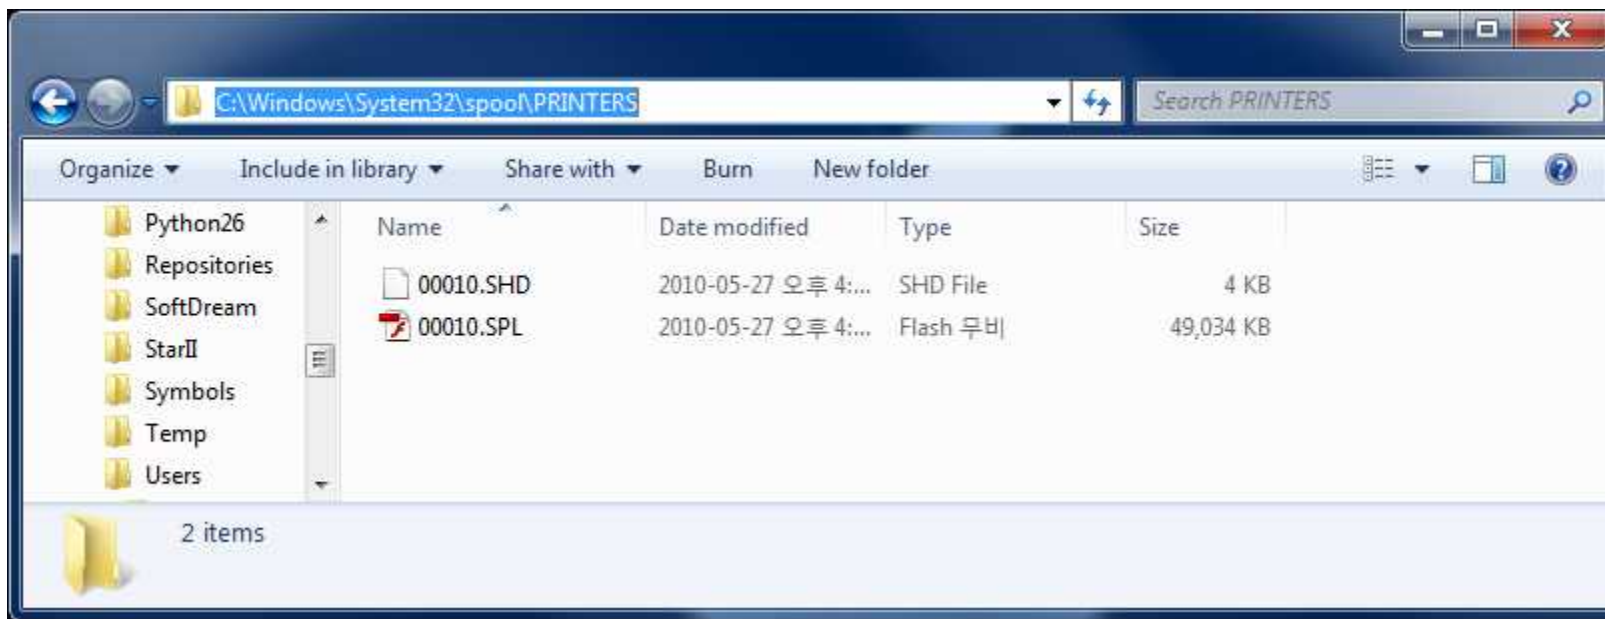 C:\Windows\System32\spool\PRINTERS
Search PRINTERS
Organize Include in library Share with Burn New folder
Python26
Repositories
SoftDream
StarII
Symbols
Temp
Users
Name Date modified Type Size
00010.SHD 2010-05-27 오후 4:... SHD File 4 KB
00010.SPL 2010-05-27 오후 4:... Flash 무비 49,034 KB
2 items